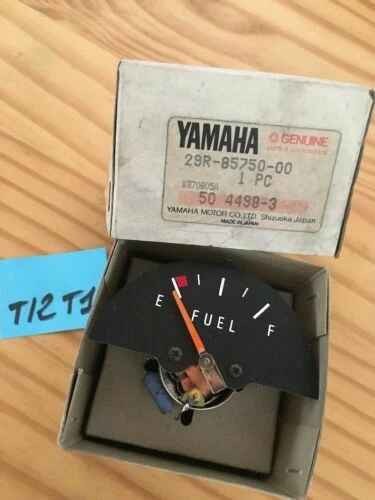 YAMAHA
GENUINE
parts & accessories
29R-85750-00
1 PC
K870805A
50 4498-3
YAMAHA MOTOR CO., LTD Shizuoka, Japan
MADE IN JAPAN
T12 T1
E FUEL F